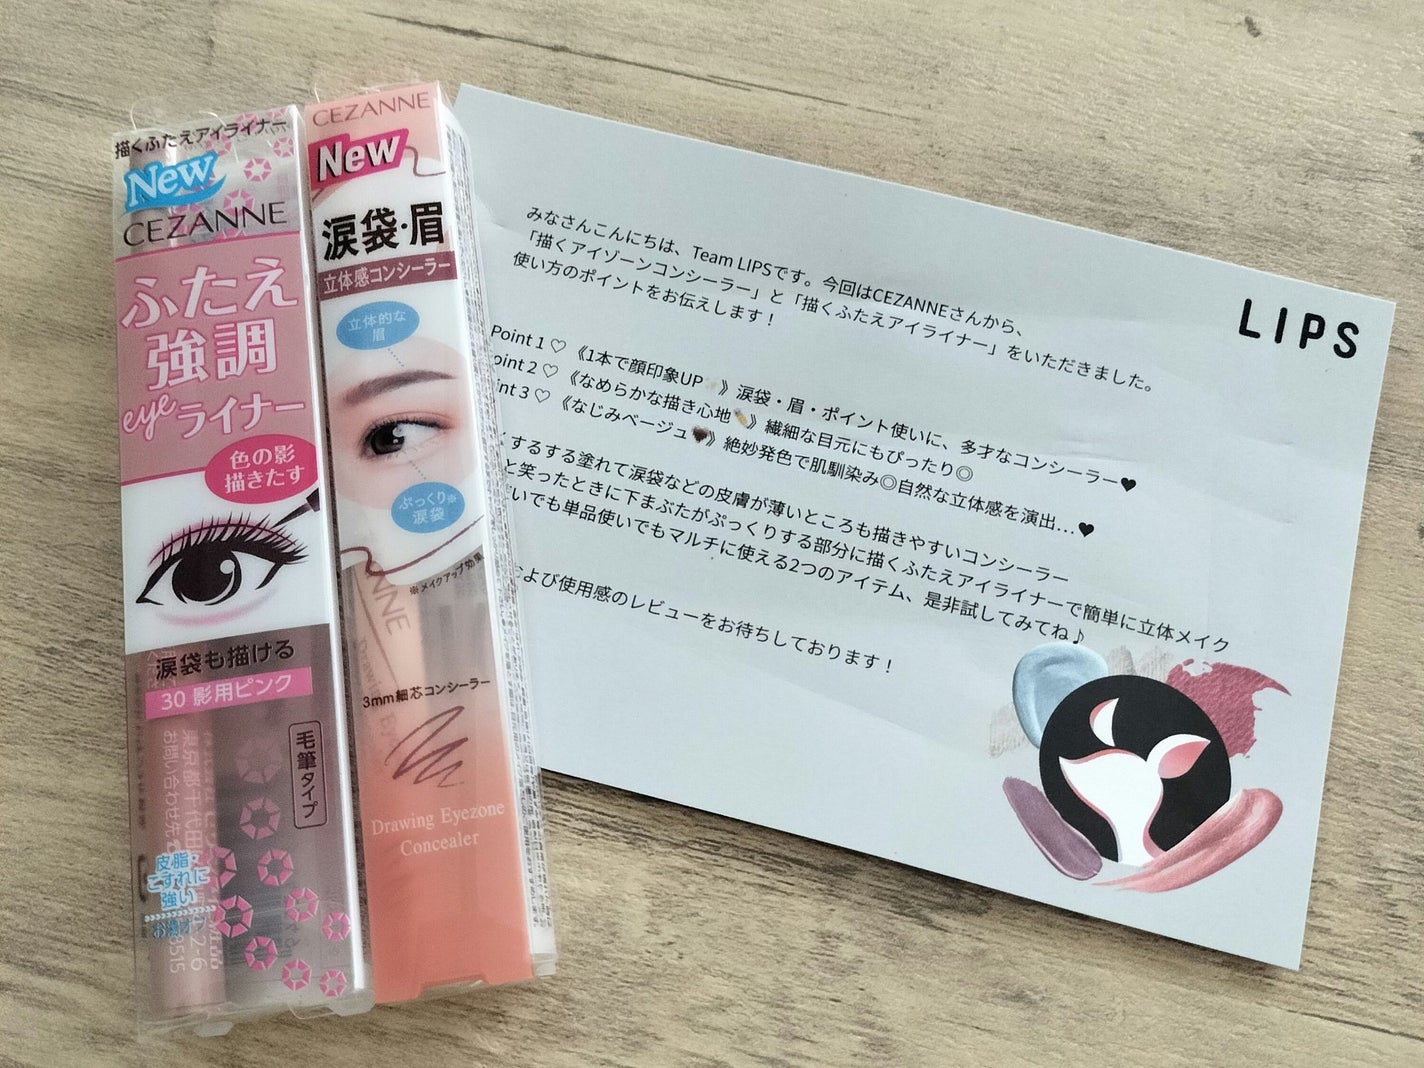 描くふたえアイライナー
New
CEZANNE
ふたえ
強調
eyeライナー
色の影
描きたす
涙袋も描ける
30 影用ピンク
毛筆タイプ
皮脂・
こすれに
強い
お湯オフ
CEZANNE
New
涙袋・眉
立体感コンシーラー
立体的な
眉
ぷっくり※
涙袋
※メイクアップ効果
3mm細芯コンシーラー
Drawing Eyezone
Concealer
LIPS
みなさんこんにちは、Team LIPSです。今回はCEZANNEさんから、
「描くアイゾーンコンシーラー」と「描くふたえアイライナー」をいただきました。
使い方のポイントをお伝えします！
Point 1 ♡ 《1本で顔印象UP✨》涙袋・眉・ポイント使いに、多才なコンシーラー♥
oint 2 ♡ 《なめらかな描き心地》繊細な目元にもぴったり◎
int 3 ♡ 《なじみベージュ》絶妙発色で肌馴染み◎自然な立体感を演出…♥
くするする塗れて涙袋などの皮膚が薄いところも描きやすいコンシーラー
と笑ったときに下まぶたがぷっくりする部分に描くふたえアイライナーで簡単に立体メイク
いでも単品使いでもマルチに使える2つのアイテム、是非試してみてね♪
および使用感のレビューをお待ちしております！